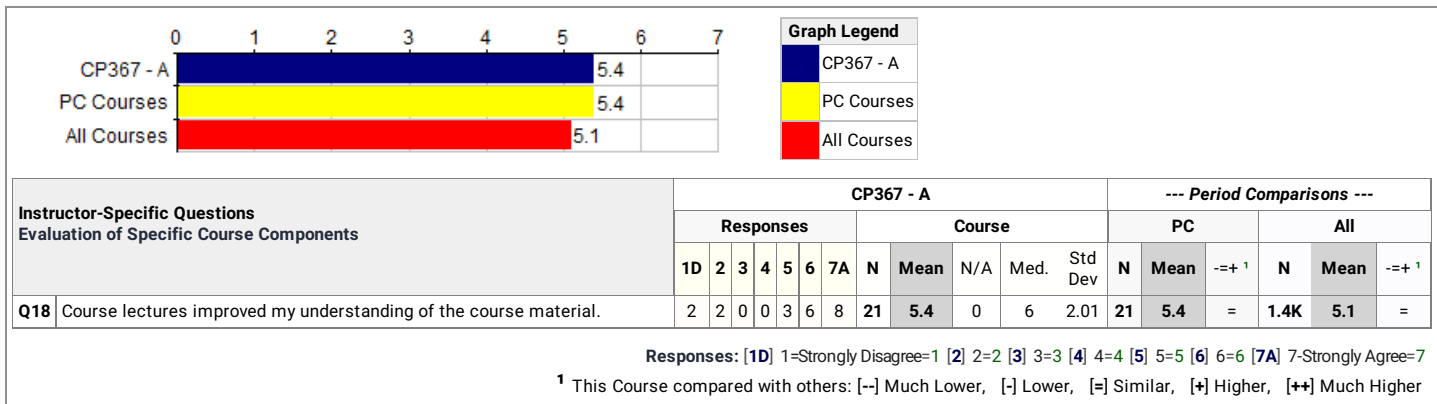 0 1 2 3 4 5 6 7
CP367 - A 5.4
PC Courses 5.4
All Courses 5.1
Graph Legend
CP367 - A
PC Courses
All Courses
Instructor-Specific Questions
Evaluation of Specific Course Components
CP367 - A --- Period Comparisons ---
Responses Course PC All
1D 2 3 4 5 6 7A N Mean N/A Med. Std Dev N Mean -=+ ¹ N Mean -=+ ¹
Q18 Course lectures improved my understanding of the course material. 2 2 0 0 3 6 8 21 5.4 0 6 2.01 21 5.4 = 1.4K 5.1 =
Responses: [1D] 1=Strongly Disagree=1 [2] 2=2 [3] 3=3 [4] 4=4 [5] 5=5 [6] 6=6 [7A] 7-Strongly Agree=7
¹ This Course compared with others: [--] Much Lower, [-] Lower, [=] Similar, [+] Higher, [++] Much Higher